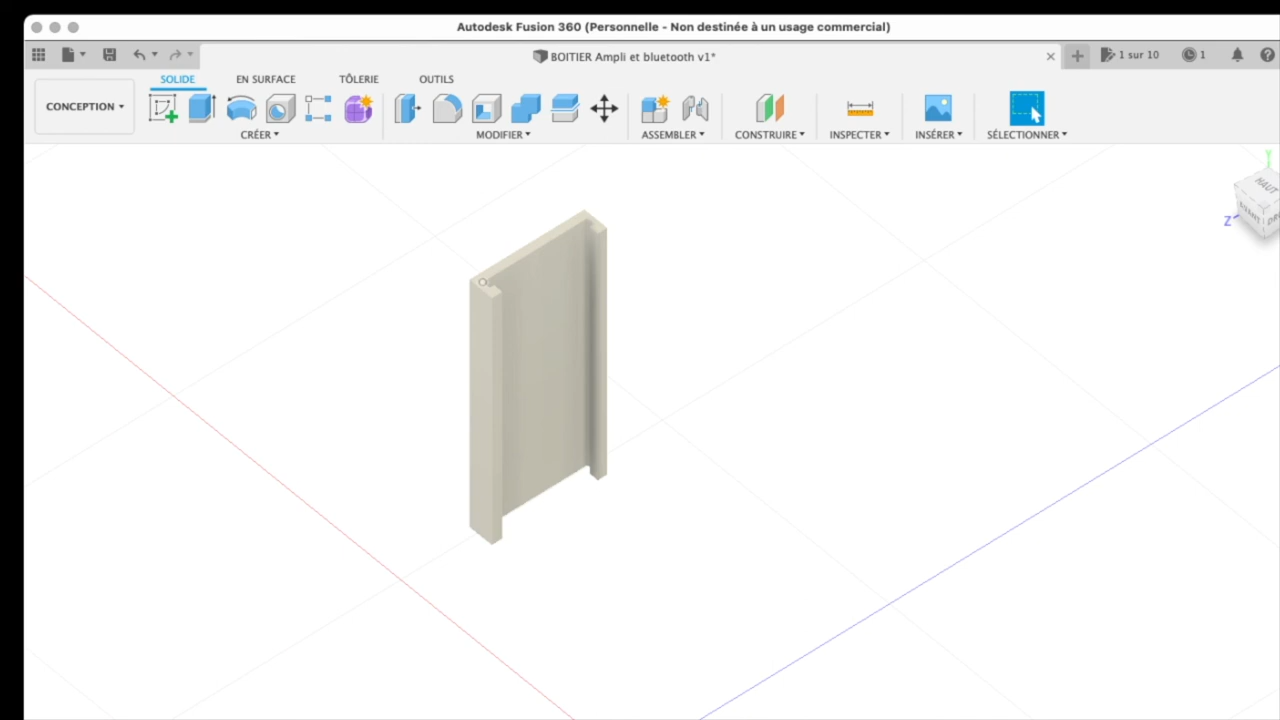 Autodesk Fusion 360 (Personnelle - Non destinée à un usage commercial)
BOITIER Ampli et bluetooth v1*
1 sur 10
1
SOLIDE
EN SURFACE
TÔLERIE
OUTILS
CONCEPTION
CRÉER
MODIFIER
ASSEMBLER
CONSTRUIRE
INSPECTER
INSÉRER
SÉLECTIONNER
Y
HAUT
Z